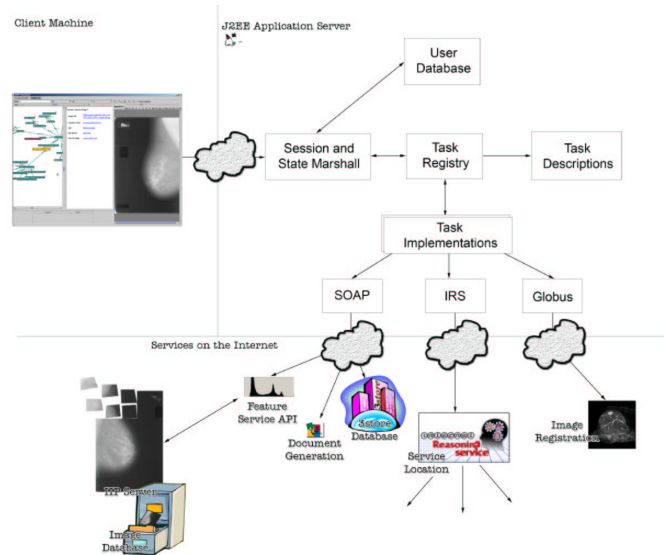 Client Machine
J2EE Application Server
User
Database
Session and
State Marshall
Task
Registry
Task
Descriptions
Task
Implementations
SOAP
IRS
Globus
Services on the Internet
Feature
Service API
Document
Generation
3store
Database
Reasoning
service
Service
Location
Image
Registration
IIP Server
Image
Database